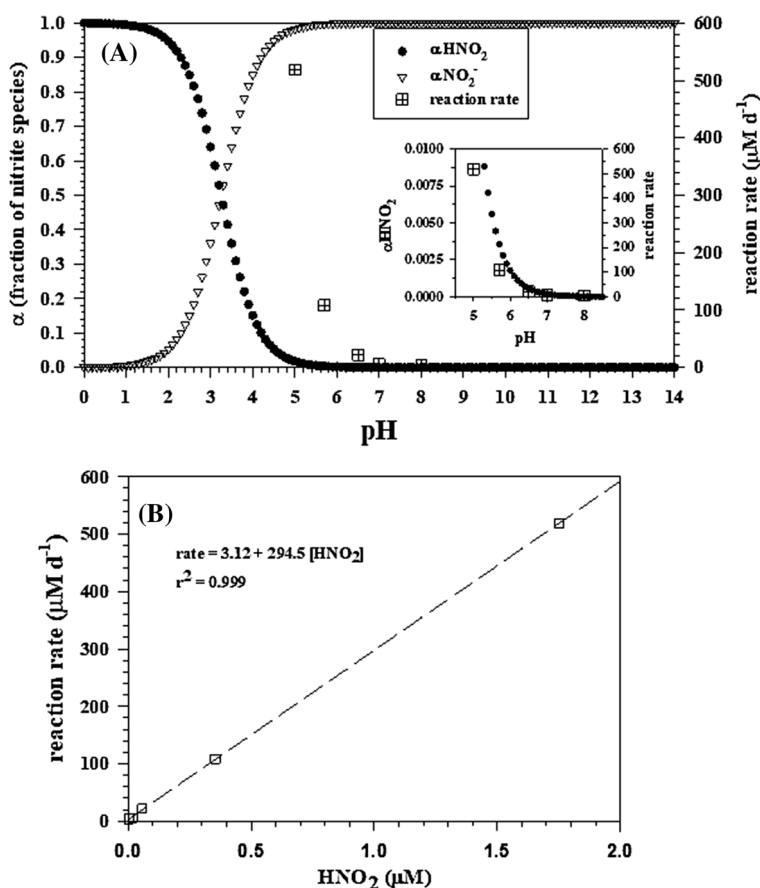 (A)
αHNO2
αNO2-
reaction rate
α (fraction of nitrite species)
1.0
0.9
0.8
0.7
0.6
0.5
0.4
0.3
0.2
0.1
0.0
600
500
400
300
200
100
0
reaction rate (μM d-1)
αHNO2
0.0100
0.0075
0.0050
0.0025
0.0000
600
500
400
300
200
100
0
reaction rate
5 6 7 8
pH
0 1 2 3 4 5 6 7 8 9 10 11 12 13 14
pH
(B)
rate = 3.12 + 294.5 [HNO2]
r2 = 0.999
reaction rate (μM d-1)
600
500
400
300
200
100
0
0.0 0.5 1.0 1.5 2.0
HNO2 (μM)